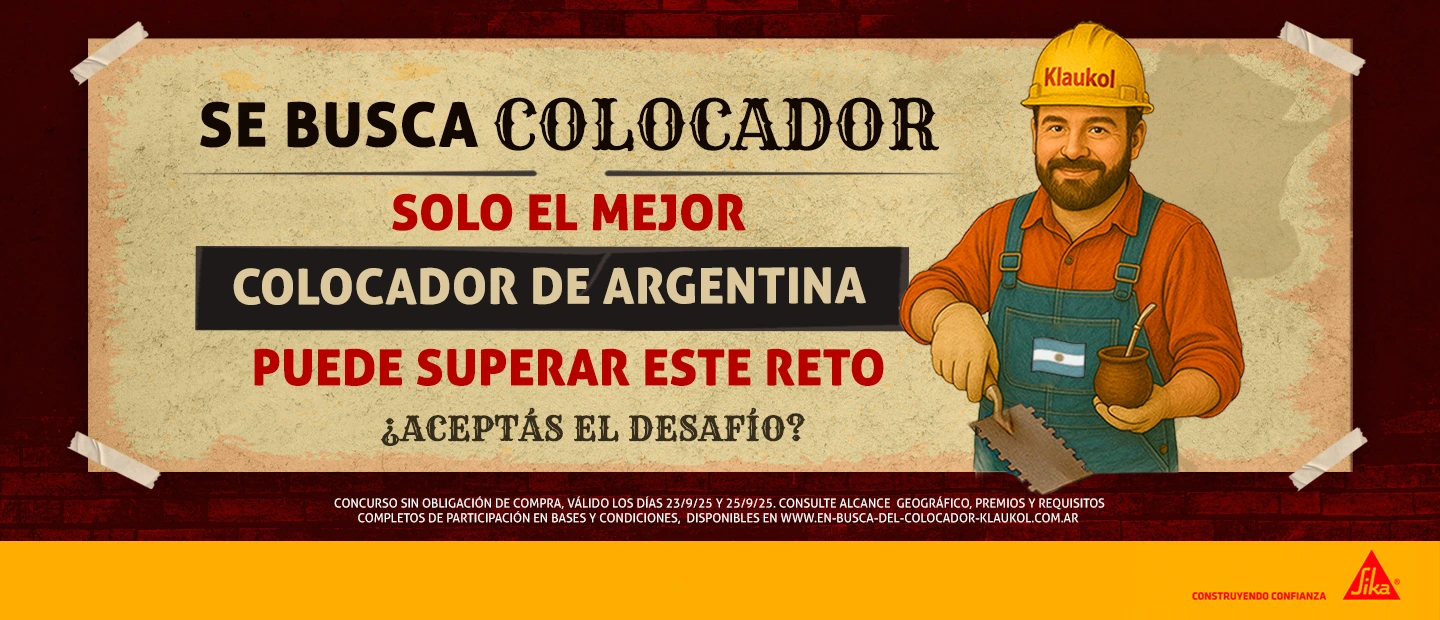 SE BUSCA COLOCADOR
SOLO EL MEJOR
COLOCADOR DE ARGENTINA
PUEDE SUPERAR ESTE RETO
¿ACEPTÁS EL DESAFÍO?
Klaukol
CONCURSO SIN OBLIGACIÓN DE COMPRA, VÁLIDO LOS DÍAS 23/9/25 Y 25/9/25. CONSULTE ALCANCE GEOGRÁFICO, PREMIOS Y REQUISITOS
COMPLETOS DE PARTICIPACIÓN EN BASES Y CONDICIONES, DISPONIBLES EN WWW.EN-BUSCA-DEL-COLOCADOR-KLAUKOL.COM.AR
CONSTRUYENDO CONFIANZA
Sika®